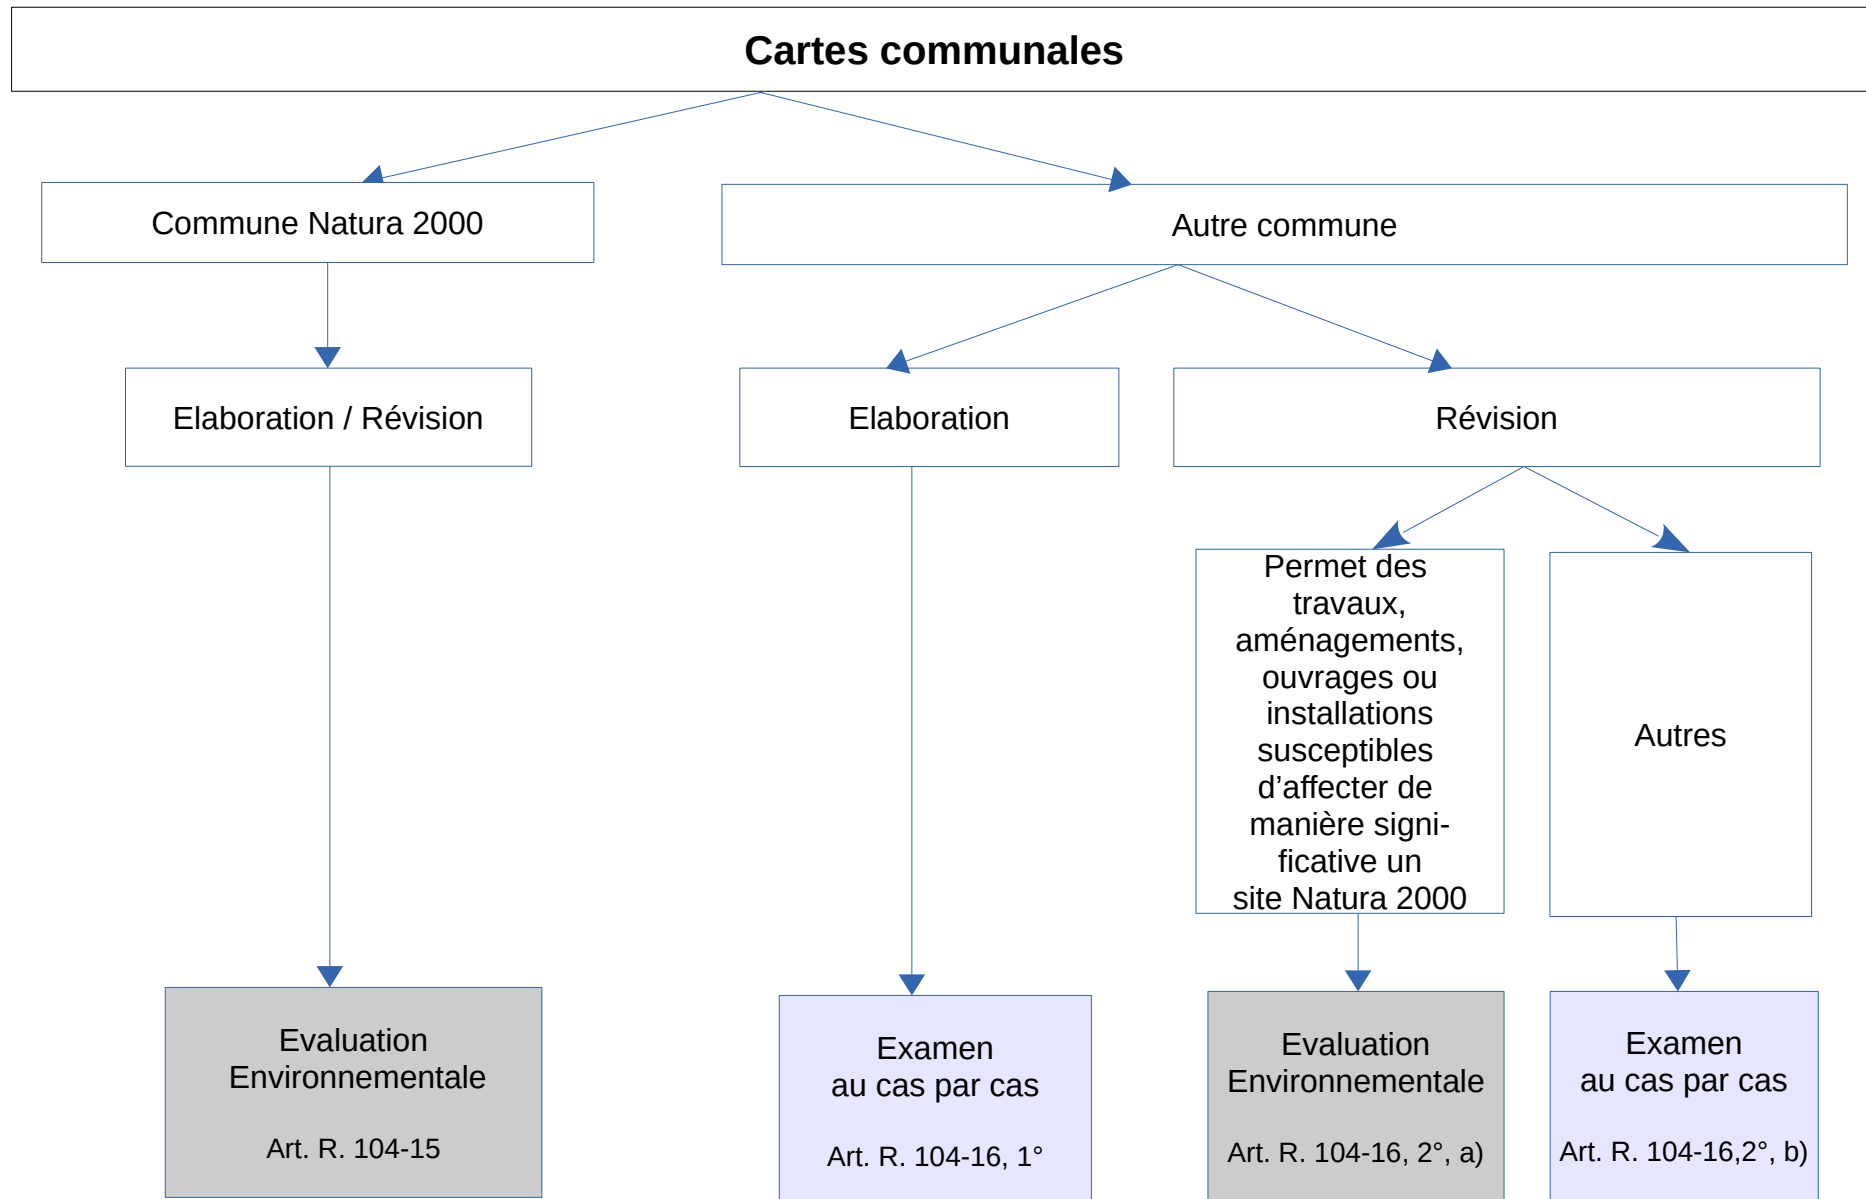 Cartes communales
Commune Natura 2000
Autre commune
Elaboration / Révision
Elaboration
Révision
Permet des
travaux,
aménagements,
ouvrages ou
installations
susceptibles
d’affecter de
manière signi-
ficative un
site Natura 2000
Autres
Evaluation
Environnementale
Art. R. 104-15
Examen
au cas par cas
Art. R. 104-16, 1°
Evaluation
Environnementale
Art. R. 104-16, 2°, a)
Examen
au cas par cas
Art. R. 104-16,2°, b)